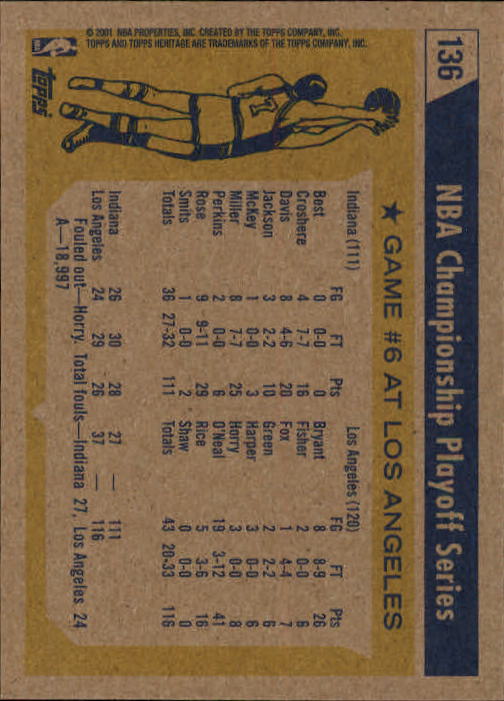 136
NBA Championship Playoff Series
★ GAME #6 AT LOS ANGELES
Indiana (111)
FG FT Pts
Best 0 0-0 0
Croshere 4 7-7 16
Davis 8 4-6 20
Jackson 3 2-2 10
McKey 1 0-0 3
Miller 8 7-7 25
Perkins 2 0-0 6
Rose 9 9-11 29
Smits 1 0-0 2
Totals 36 27-32 111
Los Angeles (120)
FG FT Pts
Bryant 8 8-9 26
Fisher 2 0-0 6
Fox 1 4-4 7
Green 2 2-2 6
Harper 3 0-0 6
Horry 3 0-0 8
O'Neal 19 3-12 41
Rice 5 3-6 16
Shaw 0 0-0 0
Totals 43 20-33 116
Indiana 26 30 28 27 — 111
Los Angeles 24 29 26 37 — 116
Fouled out—Horry. Total fouls—Indiana 27, Los Angeles 24
A—18,997
1
© 2001 NBA PROPERTIES, INC. CREATED BY THE TOPPS COMPANY, INC.
TOPPS AND TOPPS HERITAGE ARE TRADEMARKS OF THE TOPPS COMPANY, INC.
NBA
topps